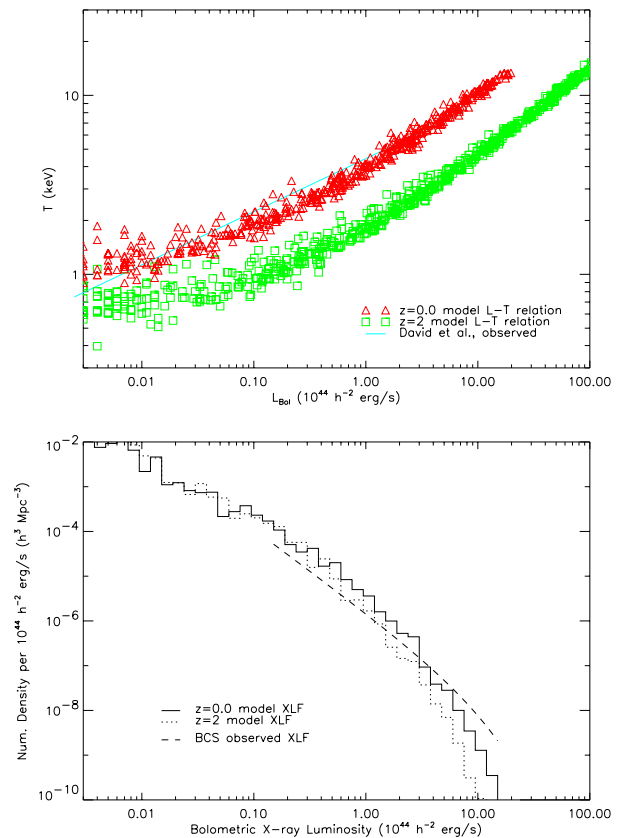 10
1
T (keV)
z=0.0 model L-T relation
z=2 model L-T relation
David et al., observed
0.01 0.10 1.00 10.00 100.00
L_Bol (10^44 h^-2 erg/s)
10^-2
10^-4
10^-6
10^-8
10^-10
Num. Density per 10^44 h^-2 erg/s (h^3 Mpc^-3)
z=0.0 model XLF
z=2 model XLF
BCS observed XLF
0.01 0.10 1.00 10.00 100.00
Bolometric X-ray Luminosity (10^44 h^-2 erg/s)